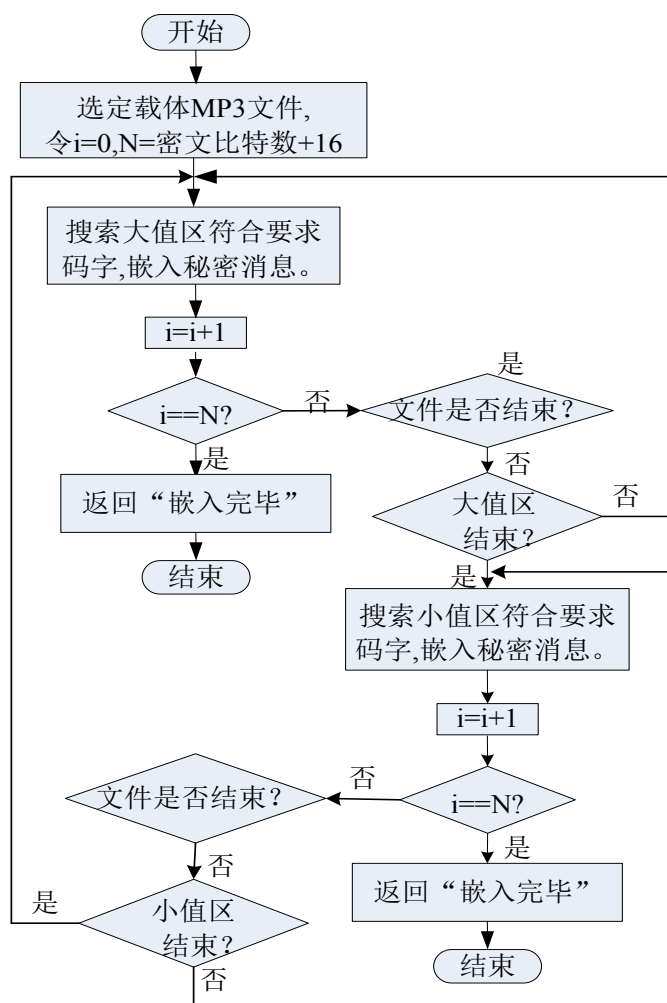 开始
选定载体MP3文件,
令i=0,N=密文比特数+16
搜索大值区符合要求
码字,嵌入秘密消息。
i=i+1
是
i==N?
否
文件是否结束?
是
否
返回“嵌入完毕”
大值区
结束?
否
结束
是
搜索小值区符合要求
码字,嵌入秘密消息。
i=i+1
文件是否结束?
否
i==N?
否
是
是
小值区
结束?
返回“嵌入完毕”
否
结束